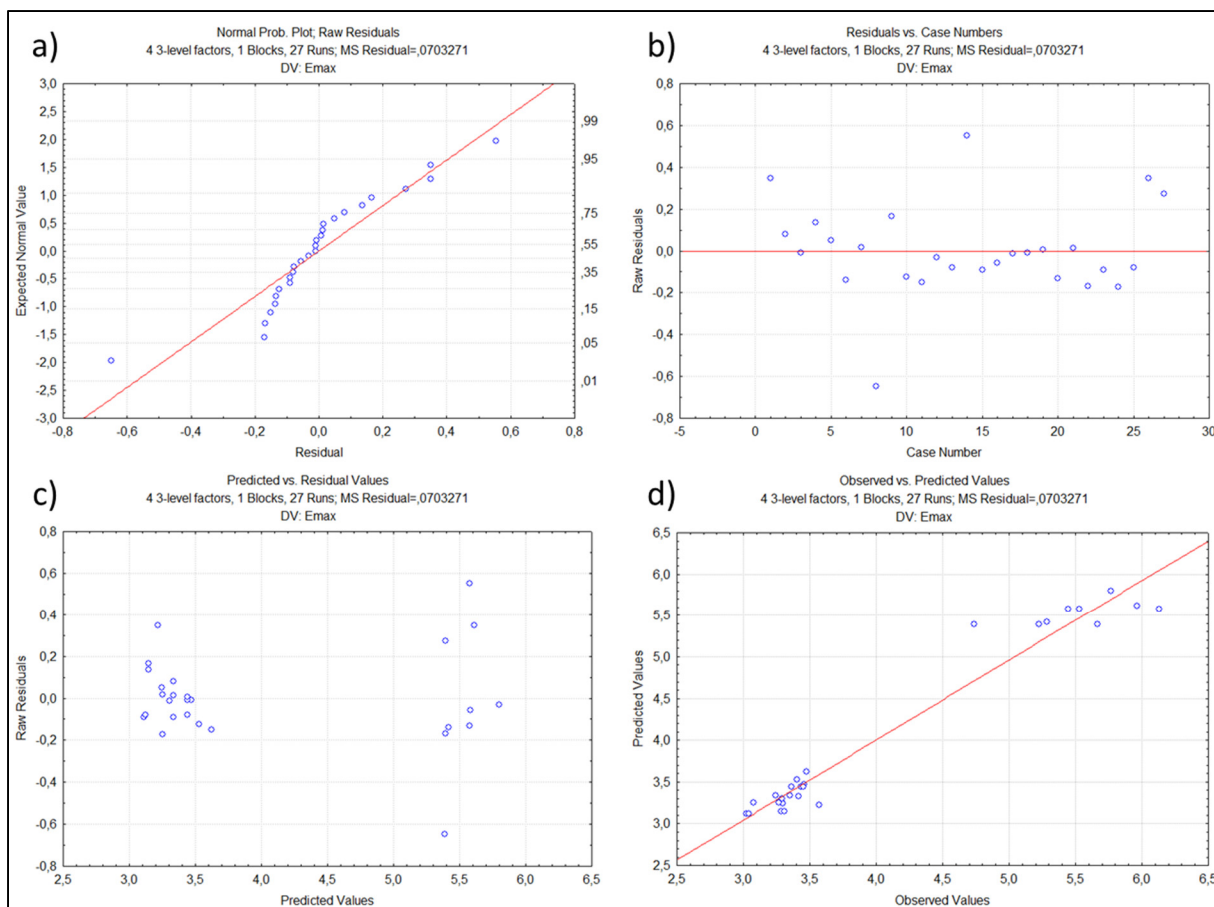 a)
Normal Prob. Plot; Raw Residuals
4 3-level factors, 1 Blocks, 27 Runs; MS Residual=,0703271
DV: Emax
3,0
2,5
2,0
1,5
1,0
0,5
0,0
-0,5
-1,0
-1,5
-2,0
-2,5
-3,0
Expected Normal Value
,99
,95
,75
,55
,35
,15
,05
,01
-0,8 -0,6 -0,4 -0,2 0,0 0,2 0,4 0,6 0,8
Residual
b)
Residuals vs. Case Numbers
4 3-level factors, 1 Blocks, 27 Runs; MS Residual=,0703271
DV: Emax
0,8
0,6
0,4
0,2
0,0
-0,2
-0,4
-0,6
-0,8
Raw Residuals
-5 0 5 10 15 20 25 30
Case Number
c)
Predicted vs. Residual Values
4 3-level factors, 1 Blocks, 27 Runs; MS Residual=,0703271
DV: Emax
0,8
0,6
0,4
0,2
0,0
-0,2
-0,4
-0,6
-0,8
Raw Residuals
2,5 3,0 3,5 4,0 4,5 5,0 5,5 6,0 6,5
Predicted Values
d)
Observed vs. Predicted Values
4 3-level factors, 1 Blocks, 27 Runs; MS Residual=,0703271
DV: Emax
6,5
6,0
5,5
5,0
4,5
4,0
3,5
3,0
2,5
Predicted Values
2,5 3,0 3,5 4,0 4,5 5,0 5,5 6,0 6,5
Observed Values